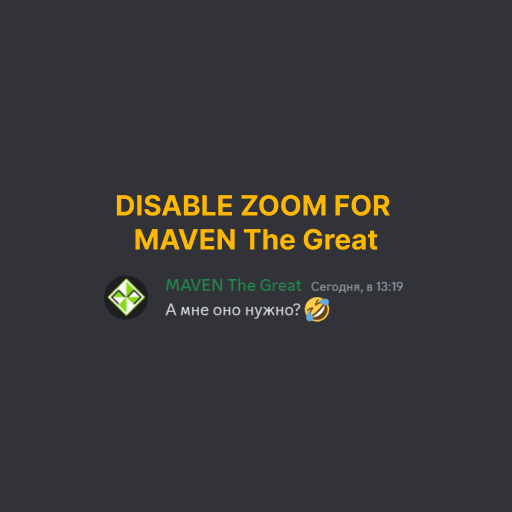 DISABLE ZOOM FOR
MAVEN The Great
MAVEN The Great Сегодня, в 13:19
А мне оно нужно?🤣